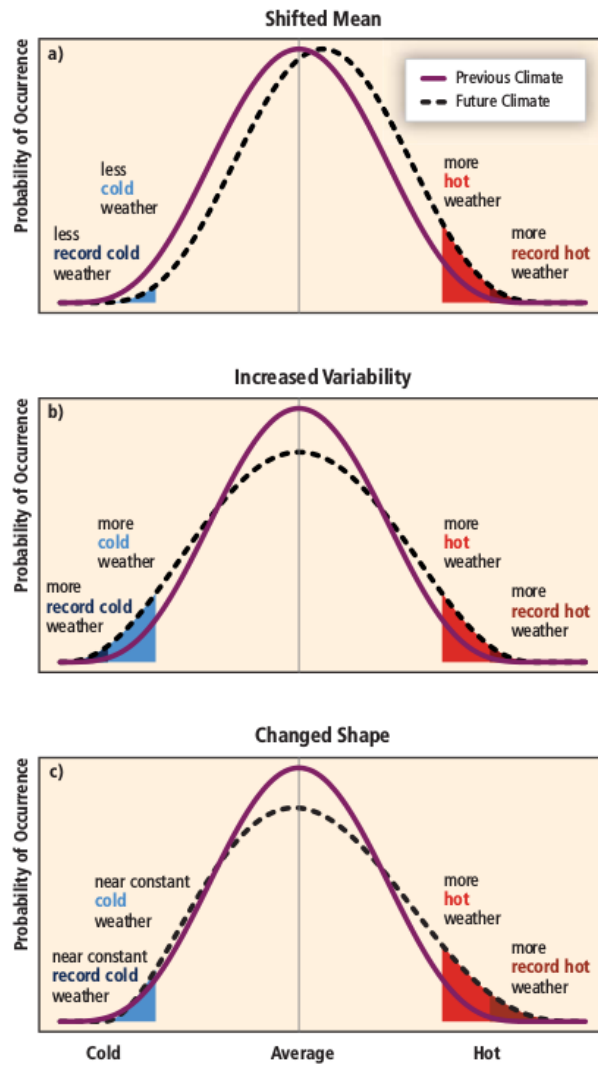 Shifted Mean
a)
Previous Climate
Future Climate
Probability of Occurrence
less
cold
weather
less
record cold
weather
more
hot
weather
more
record hot
weather
Increased Variability
b)
Probability of Occurrence
more
cold
weather
more
record cold
weather
more
hot
weather
more
record hot
weather
Changed Shape
c)
Probability of Occurrence
near constant
cold
weather
near constant
record cold
weather
more
hot
weather
more
record hot
weather
Cold
Average
Hot